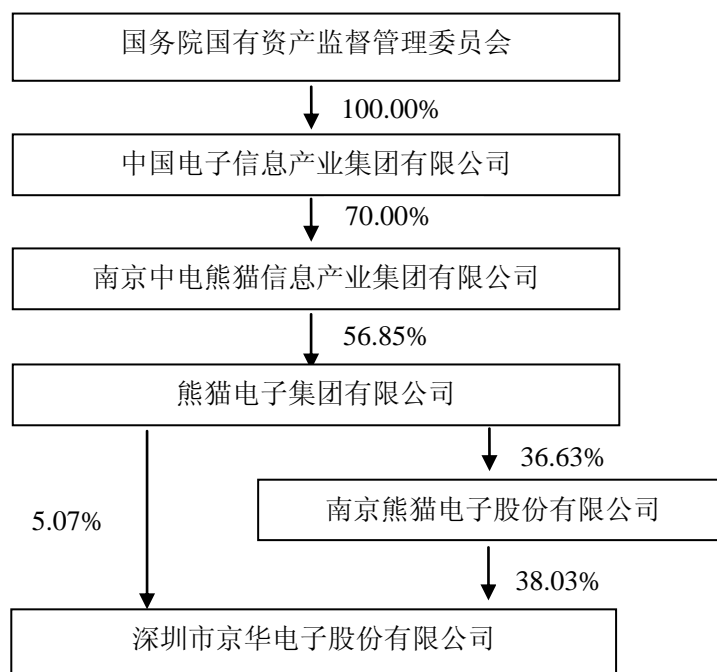 国务院国有资产监督管理委员会
100.00%
中国电子信息产业集团有限公司
70.00%
南京中电熊猫信息产业集团有限公司
56.85%
熊猫电子集团有限公司
36.63%
南京熊猫电子股份有限公司
5.07%
38.03%
深圳市京华电子股份有限公司